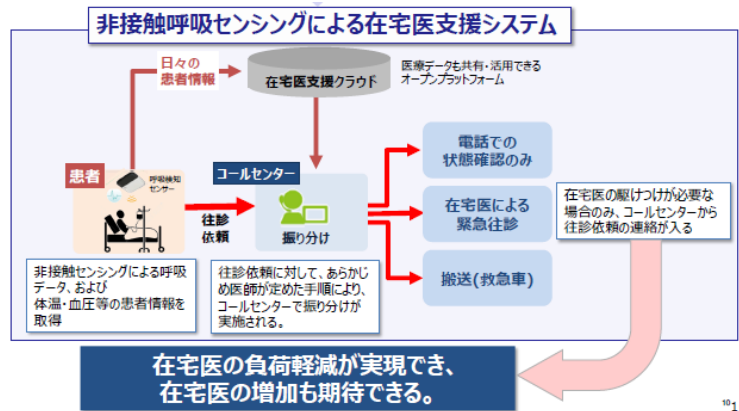 非接触呼吸センシングによる在宅医支援システム
日々の
患者情報
在宅医支援クラウド
医療データも共有・活用できる
オープンプラットフォーム
患者
呼吸検知
センサー
往診
依頼
コールセンター
振り分け
電話での
状態確認のみ
在宅医による
緊急往診
搬送(救急車)
在宅医の駆けつけが必要な
場合のみ、コールセンターから
往診依頼の連絡が入る
非接触センシングによる呼吸
データ、および
体温・血圧等の患者情報を
取得
往診依頼に対して、あらかじ
め医師が定めた手順により、
コールセンターで振り分けが
実施される。
在宅医の負荷軽減が実現でき、
在宅医の増加も期待できる。
101